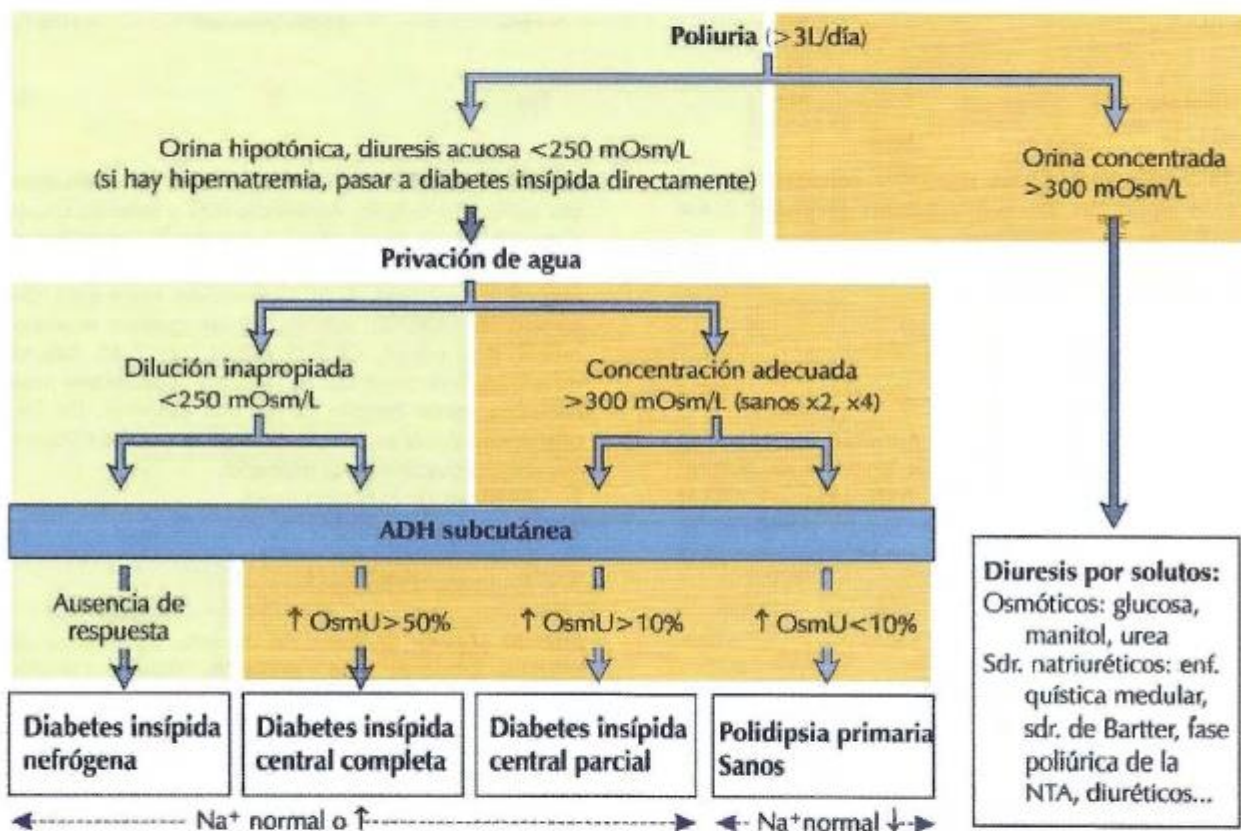 Poliuria (>3L/día)
Orina hipotónica, diuresis acuosa <250 mOsm/L
(si hay hipernatremia, pasar a diabetes insípida directamente)
Orina concentrada
>300 mOsm/L
Privación de agua
Dilución inapropiada
<250 mOsm/L
Concentración adecuada
>300 mOsm/L (sanos x2, x4)
ADH subcutánea
Ausencia de
respuesta
↑ OsmU>50%
↑ OsmU>10%
↑ OsmU<10%
Diabetes insípida
nefrógena
Diabetes insípida
central completa
Diabetes insípida
central parcial
Polidipsia primaria
Sanos
Na⁺ normal o ↑
Na⁺normal ↓
Diuresis por solutos:
Osmóticos: glucosa,
manitol, urea
Sdr. natriuréticos: enf.
quística medular,
sdr. de Bartter, fase
poliúrica de la
NTA, diuréticos...